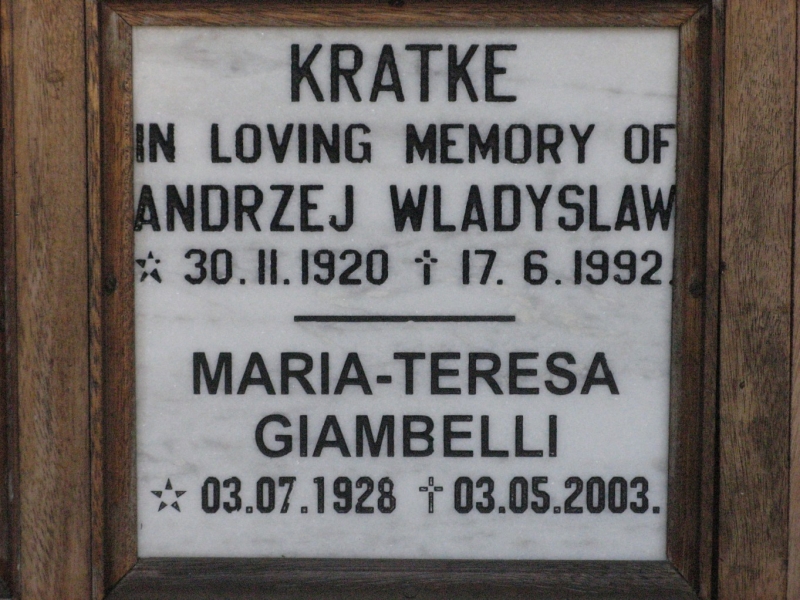 KRATKE
IN LOVING MEMORY OF
ANDRZEJ WLADYSLAW
☆ 30.11.1920 ✝ 17. 6.1992.
MARIA-TERESA
GIAMBELLI
☆ 03.07.1928 ✝ 03.05.2003.